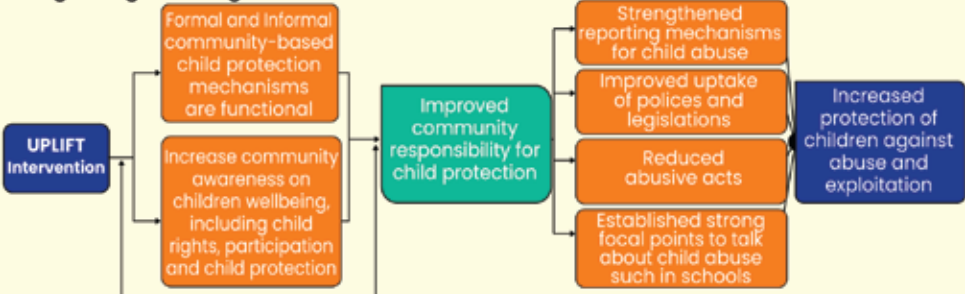 UPLIFT
Intervention
Formal and Informal
community-based
child protection
mechanisms
are functional
Increase community
awareness on
children wellbeing,
including child
rights, participation
and child protection
Improved
community
responsibility for
child protection
Strengthened
reporting mechanisms
for child abuse
Improved uptake
of polices and
legislations
Reduced
abusive acts
Established strong
focal points to talk
about child abuse
such in schools
Increased
protection of
children against
abuse and
exploitation